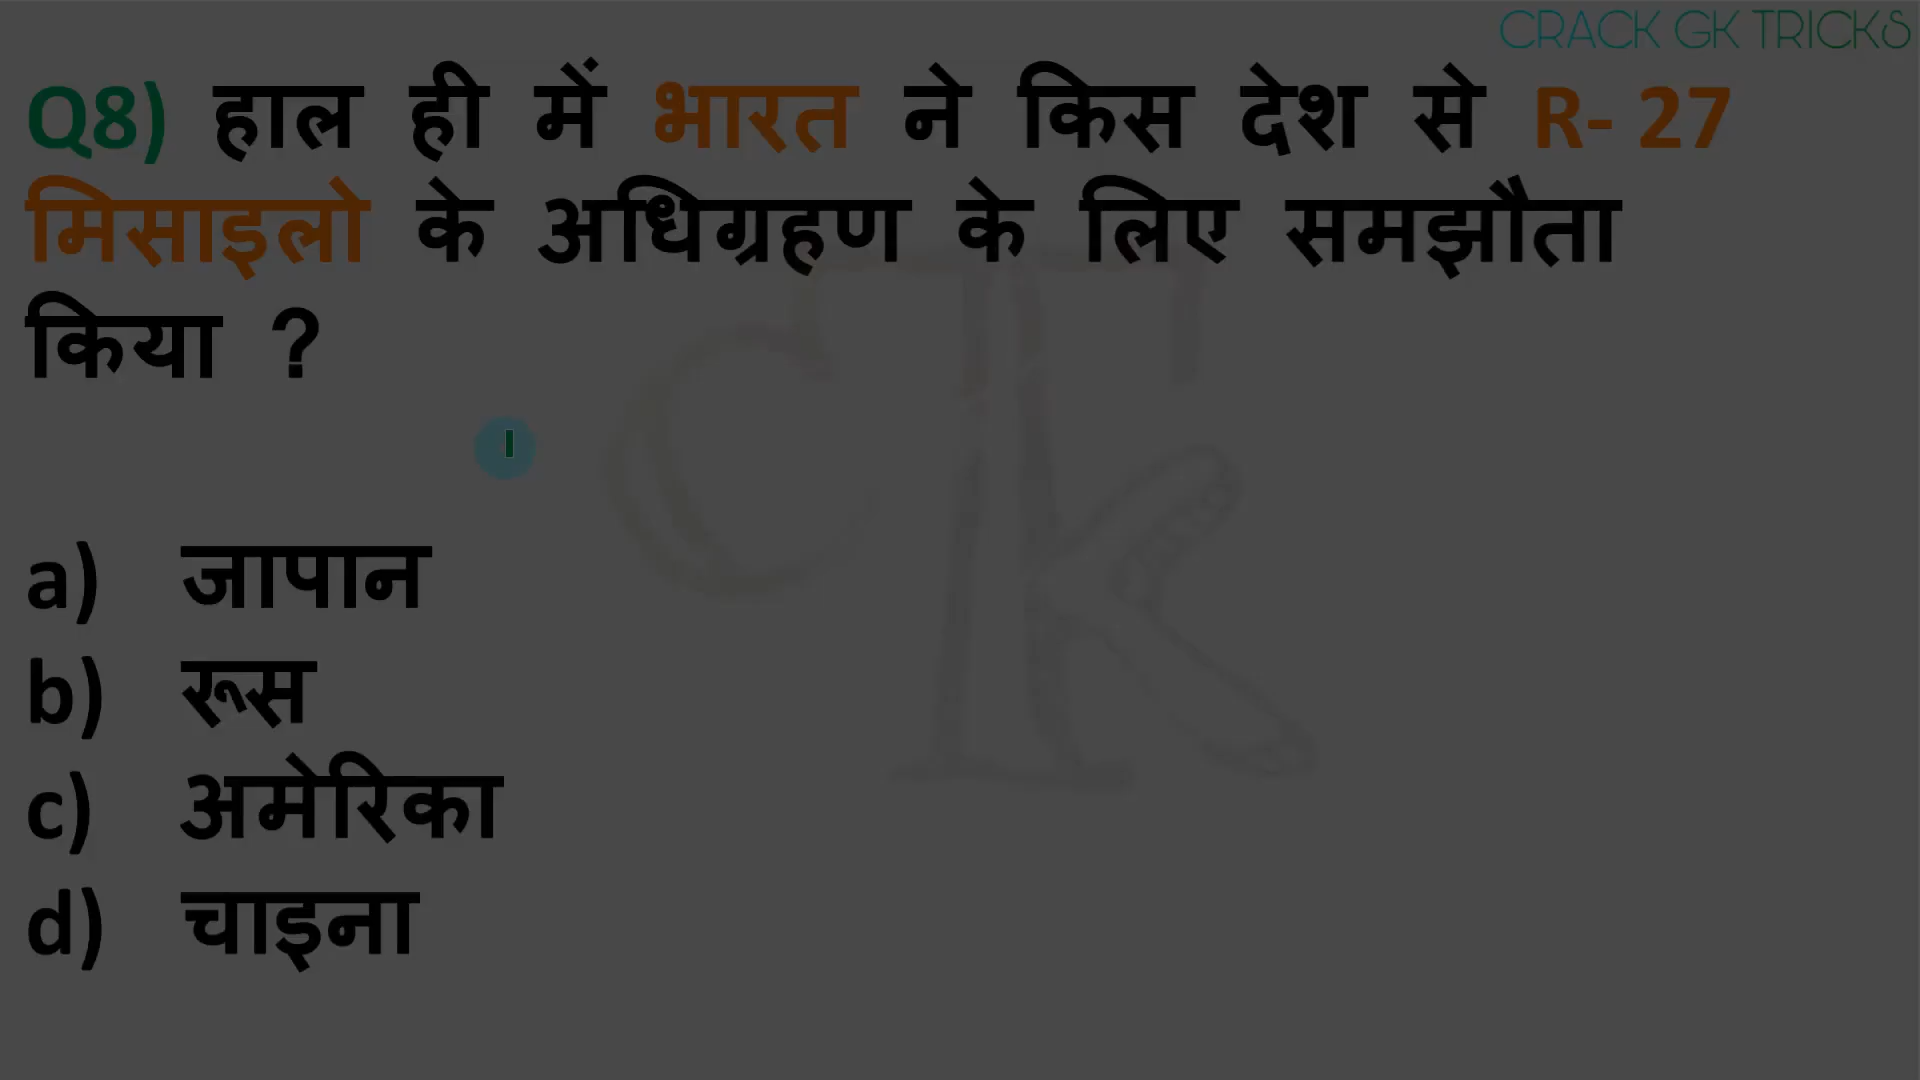 CRACK GK TRICKS
Q8) हाल ही में भारत ने किस देश से R- 27
मिसाइलो के अधिग्रहण के लिए समझौता
किया ?
a) जापान
b) रूस
c) अमेरिका
d) चाइना